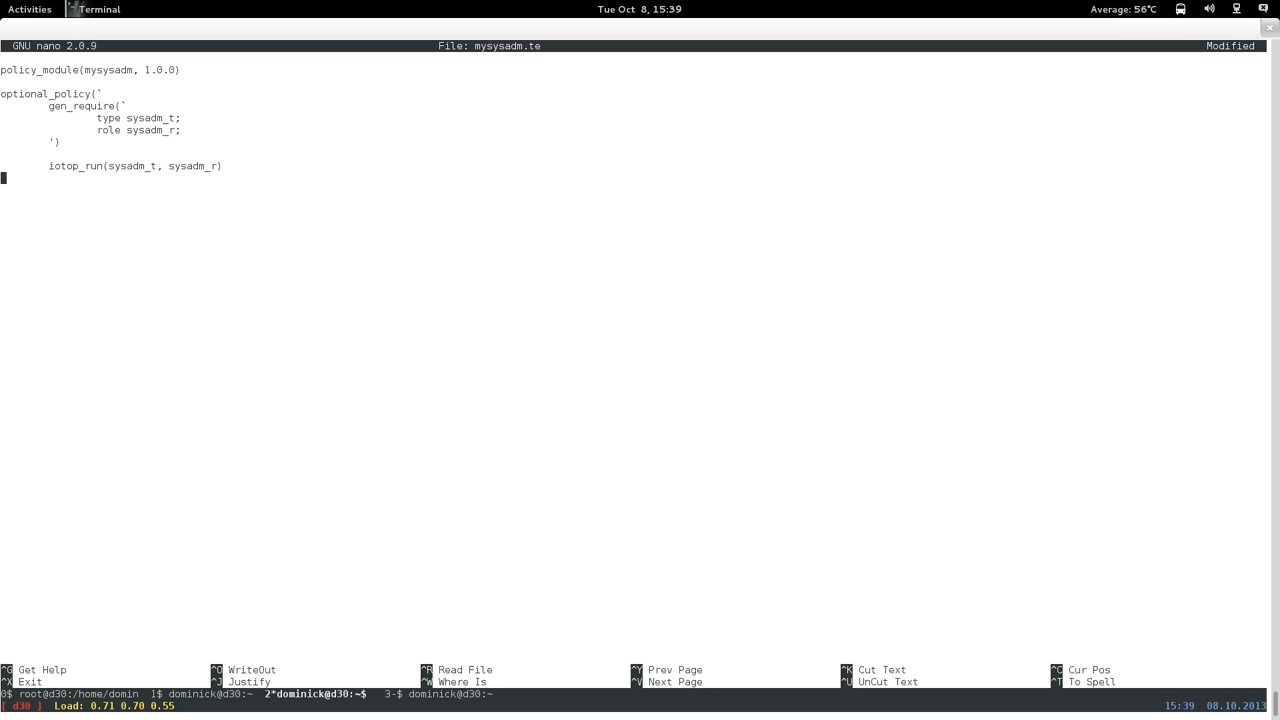 Activities Terminal Tue Oct 8, 15:39 Average: 56°C
GNU nano 2.0.9 File: mysysadm.te Modified
policy_module(mysysadm, 1.0.0)
optional_policy(`
gen_require(`
type sysadm_t;
role sysadm_r;
')
iotop_run(sysadm_t, sysadm_r)
^G Get Help ^O WriteOut ^R Read File ^Y Prev Page ^K Cut Text ^C Cur Pos
^X Exit ^J Justify ^W Where Is ^V Next Page ^U UnCut Text ^T To Spell
0$ root@d30:/home/domin 1$ dominick@d30:~ 2*dominick@d30:~$ 3-$ dominick@d30:~
[ d30 ] Load: 0.71 0.70 0.55 15:39 08.10.2013